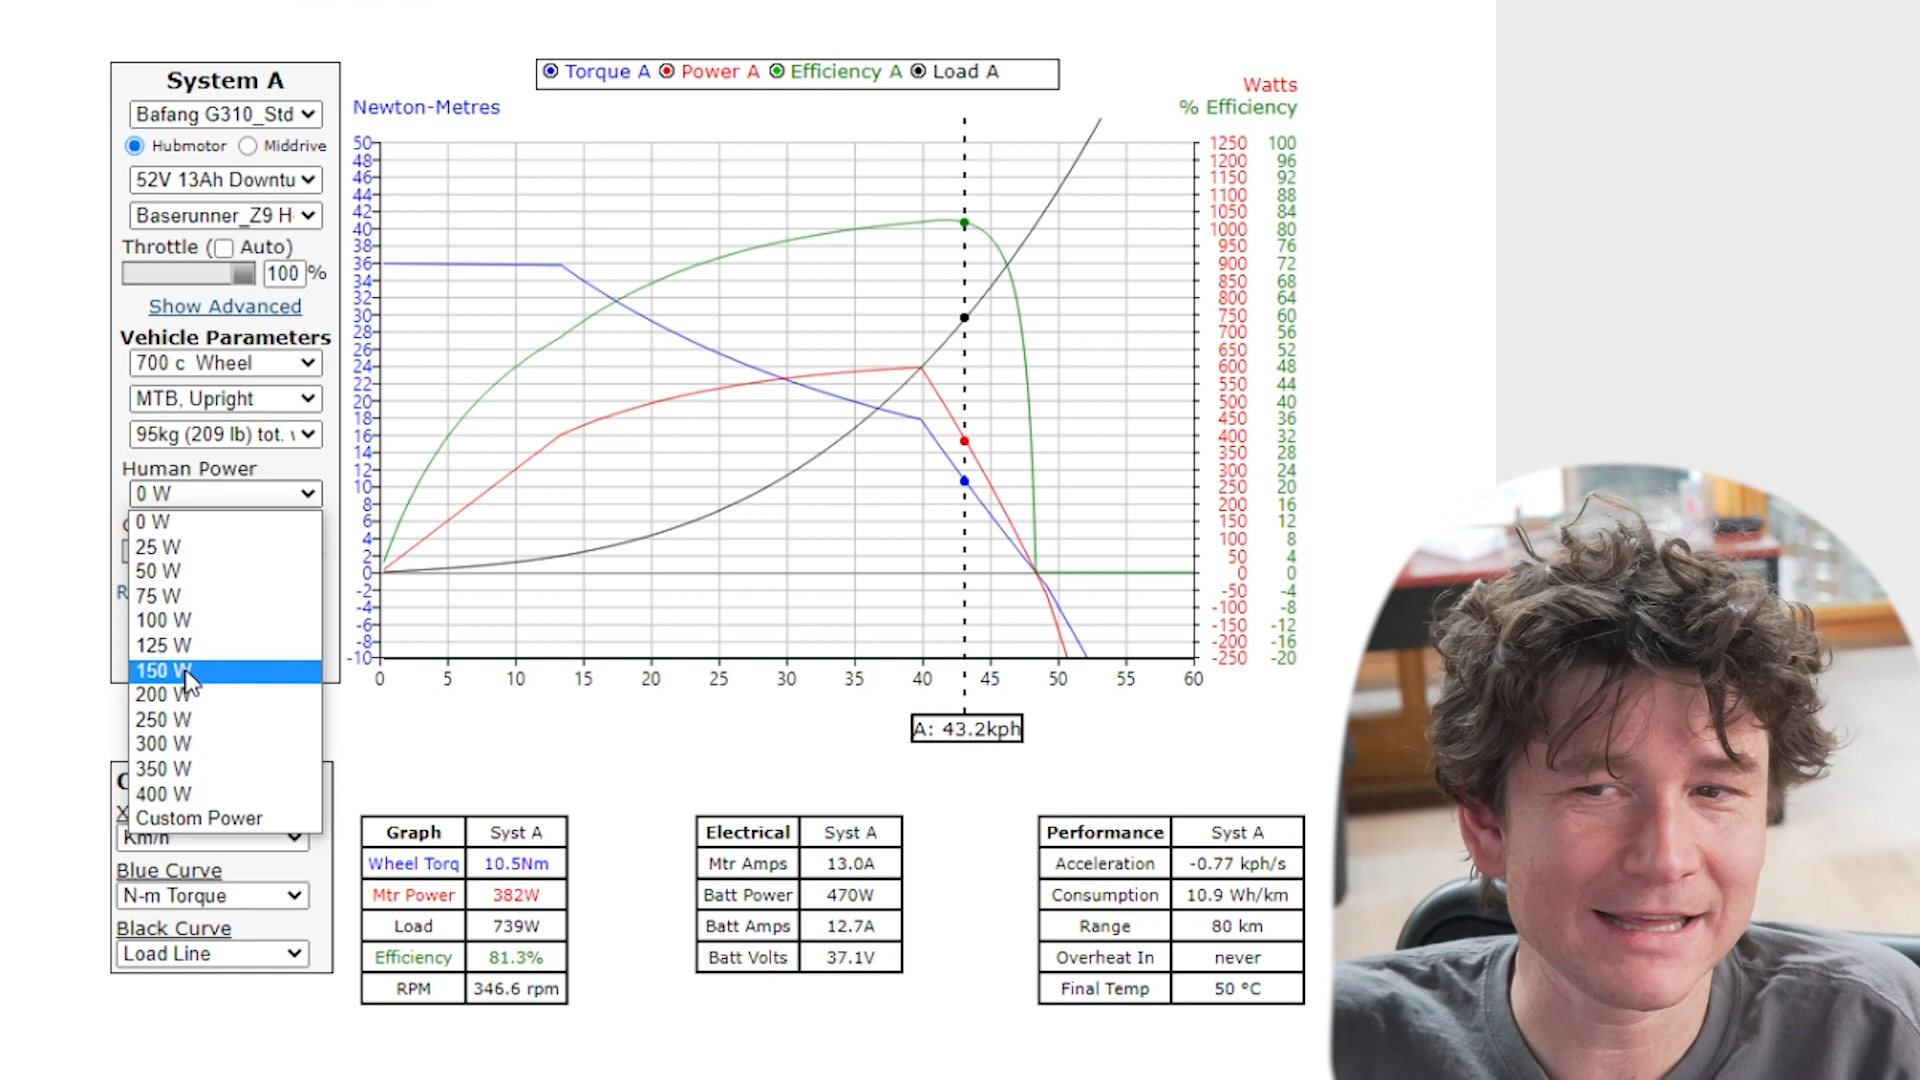 System A
Bafang G310_Std
Hubmotor Middrive
52V 13Ah Downtu
Baserunner_Z9 H
Throttle ( Auto)
100 %
Show Advanced
Vehicle Parameters
700 c Wheel
MTB, Upright
95kg (209 lb) tot.
Human Power
0 W
0 W
25 W
50 W
75 W
100 W
125 W
150 W
200 W
250 W
300 W
350 W
400 W
Custom Power
Km/h
Blue Curve
N-m Torque
Black Curve
Load Line
Torque A Power A Efficiency A Load A
Newton-Metres
Watts
% Efficiency
50 1250 100
48 1200 96
46 1150 92
44 1100 88
42 1050 84
40 1000 80
38 950 76
36 900 72
34 850 68
32 800 64
30 750 60
28 700 56
26 650 52
24 600 48
22 550 44
20 500 40
18 450 36
16 400 32
14 350 28
12 300 24
10 250 20
8 200 16
6 150 12
4 100 8
2 50 4
0 0 0
-2 -50 -4
-4 -100 -8
-6 -150 -12
-8 -200 -16
-10 -250 -20
0 5 10 15 20 25 30 35 40 45 50 55 60
A: 43.2kph
Graph Syst A
Wheel Torq 10.5Nm
Mtr Power 382W
Load 739W
Efficiency 81.3%
RPM 346.6 rpm
Electrical Syst A
Mtr Amps 13.0A
Batt Power 470W
Batt Amps 12.7A
Batt Volts 37.1V
Performance Syst A
Acceleration -0.77 kph/s
Consumption 10.9 Wh/km
Range 80 km
Overheat In never
Final Temp 50 °C